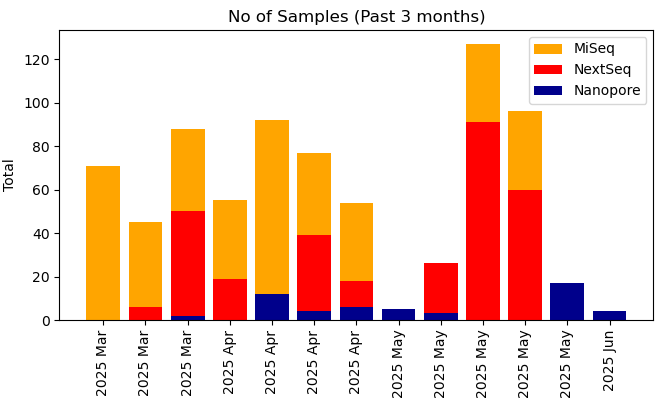 No of Samples (Past 3 months)
MiSeq
NextSeq
Nanopore
Total
120
100
80
60
40
20
0
2025 Mar
2025 Mar
2025 Mar
2025 Apr
2025 Apr
2025 Apr
2025 Apr
2025 May
2025 May
2025 May
2025 May
2025 May
2025 Jun